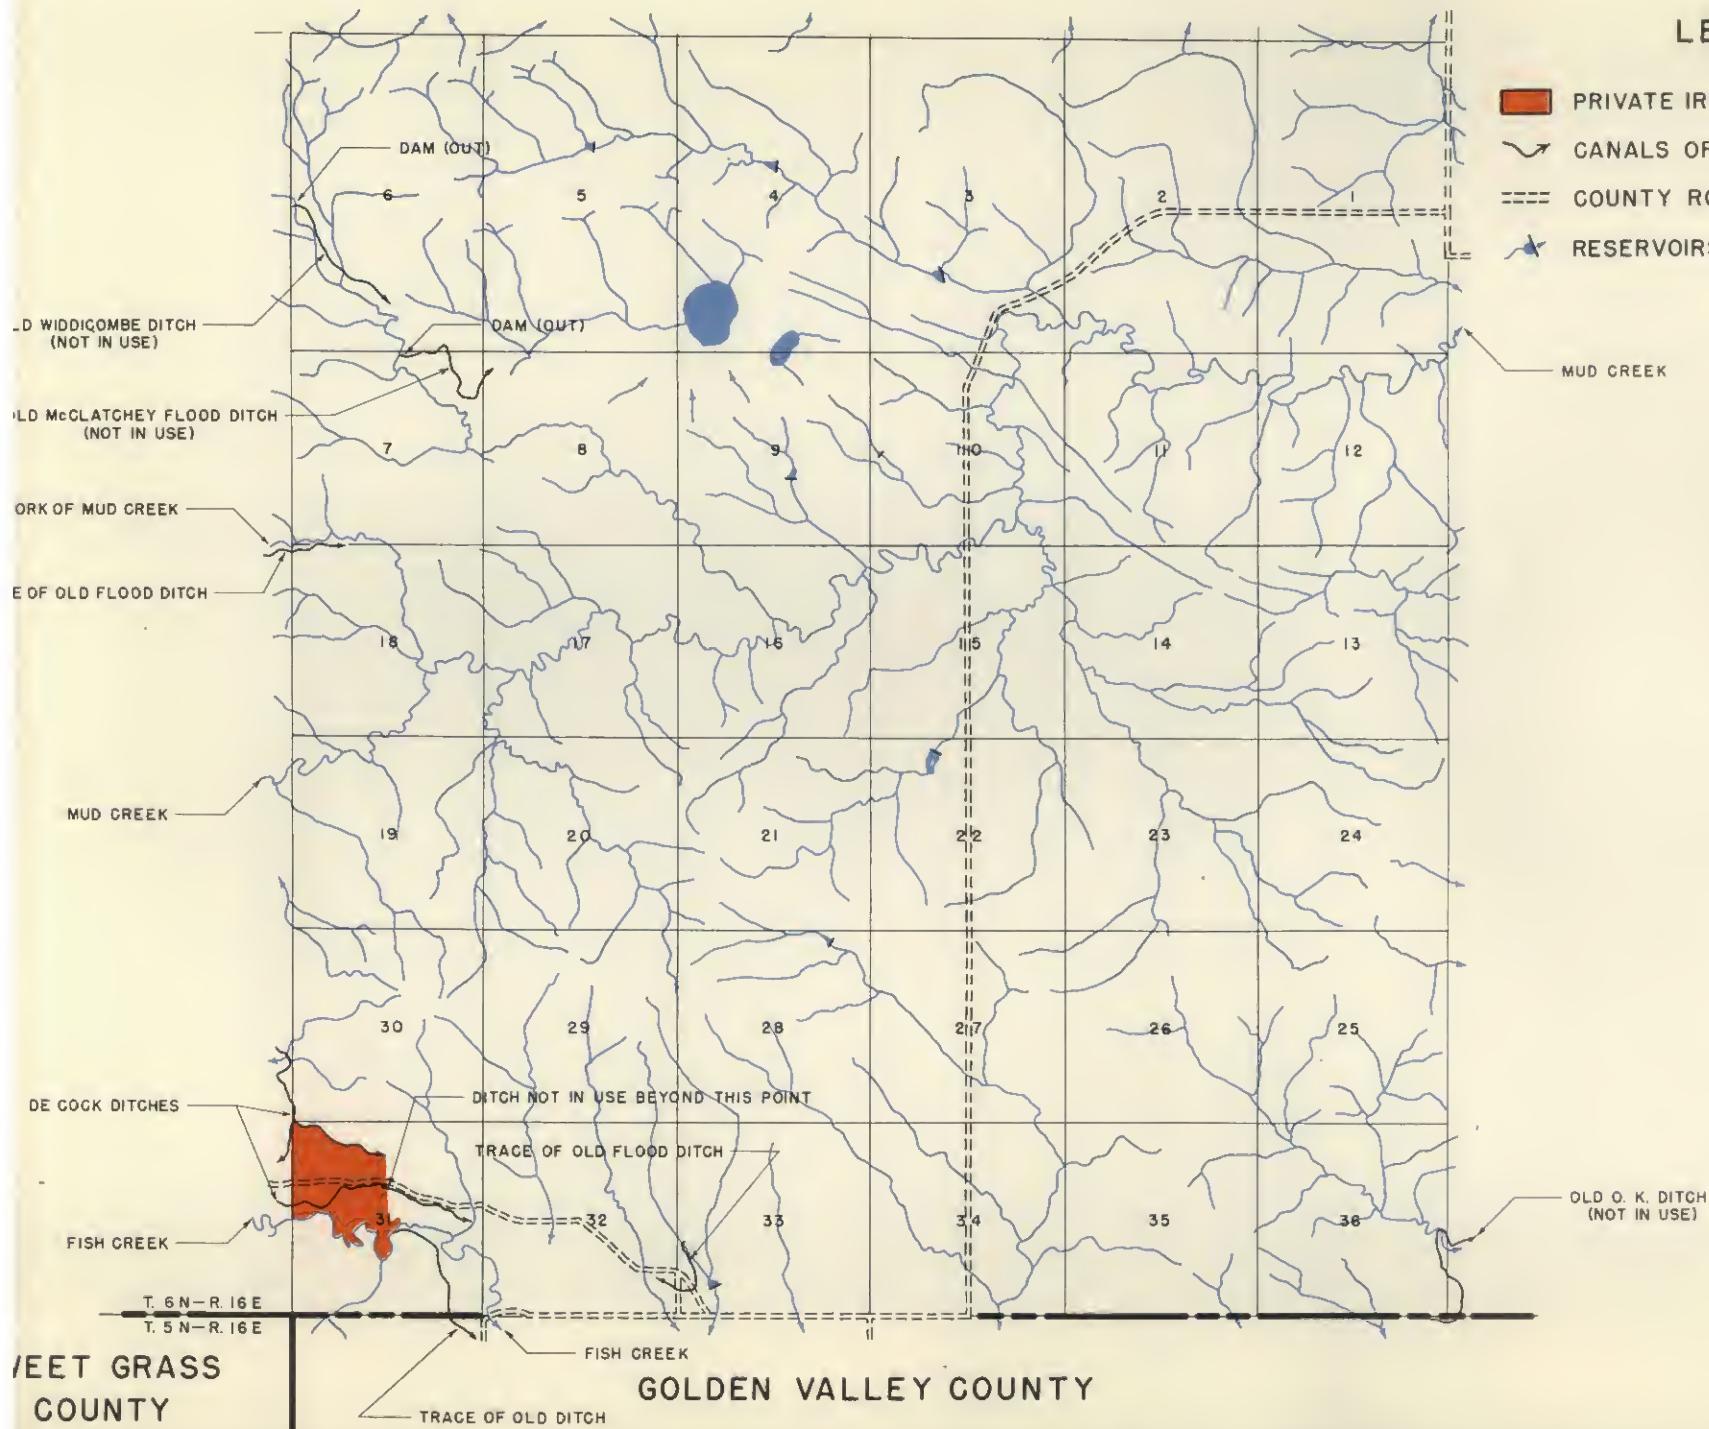 LE
PRIVATE IR
CANALS OF
COUNTY RO
RESERVOIRS
DAM (OUT)
6
5
4
3
2
1
LD WIDDICOMBE DITCH
(NOT IN USE)
DAM (OUT)
MUD CREEK
OLD McCLATCHEY FLOOD DITCH
(NOT IN USE)
7
8
9
10
11
12
ORK OF MUD CREEK
E OF OLD FLOOD DITCH
18
17
16
15
14
13
MUD CREEK
19
20
21
22
23
24
30
29
28
27
26
25
DE COCK DITCHES
DITCH NOT IN USE BEYOND THIS POINT
TRACE OF OLD FLOOD DITCH
31
32
33
34
35
36
OLD O. K. DITCH
(NOT IN USE)
FISH CREEK
T. 6 N - R. 16 E
T. 5 N - R. 16 E
FISH CREEK
WEET GRASS
COUNTY
GOLDEN VALLEY COUNTY
TRACE OF OLD DITCH